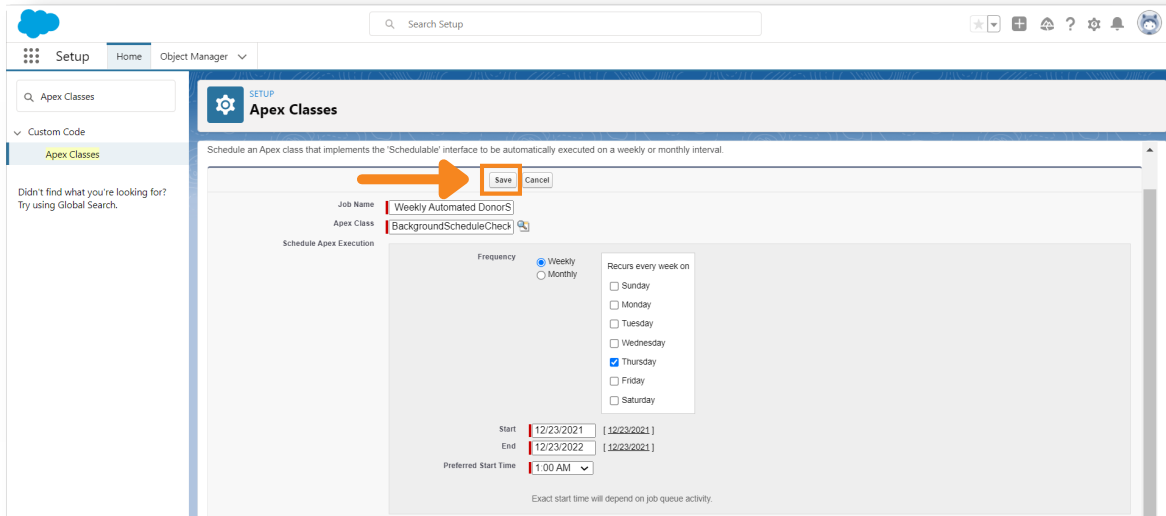 Search Setup
Setup Home Object Manager
Apex Classes
Custom Code
Apex Classes
Didn't find what you're looking for?
Try using Global Search.
SETUP
Apex Classes
Schedule an Apex class that implements the 'Schedulable' interface to be automatically executed on a weekly or monthly interval.
Save Cancel
Job Name Weekly Automated DonorS
Apex Class BackgroundScheduleCheck
Schedule Apex Execution
Frequency Weekly
Monthly
Recurs every week on
Sunday
Monday
Tuesday
Wednesday
Thursday
Friday
Saturday
Start 12/23/2021 [ 12/23/2021 ]
End 12/23/2022 [ 12/23/2021 ]
Preferred Start Time 1:00 AM
Exact start time will depend on job queue activity.